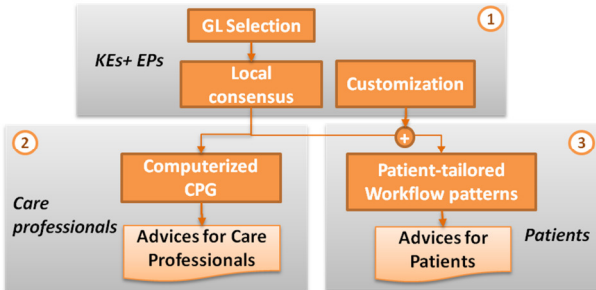 GL Selection
1
KEs+ EPs
Local
consensus
Customization
+
2
3
Computerized
CPG
Patient-tailored
Workflow patterns
Care
professionals
Advices for Care
Professionals
Advices for
Patients
Patients